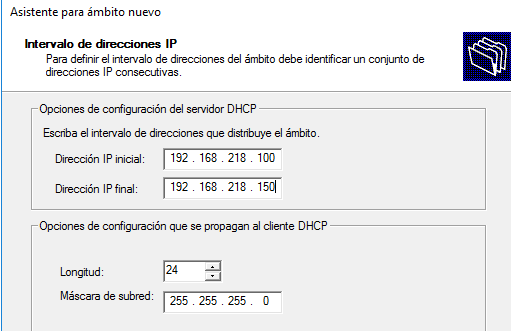 Asistente para ámbito nuevo
Intervalo de direcciones IP
Para definir el intervalo de direcciones del ámbito debe identificar un conjunto de
direcciones IP consecutivas.
Opciones de configuración del servidor DHCP
Escriba el intervalo de direcciones que distribuye el ámbito.
Dirección IP inicial: 192 . 168 . 218 . 100
Dirección IP final: 192 . 168 . 218 . 150
Opciones de configuración que se propagan al cliente DHCP
Longitud: 24
Máscara de subred: 255 . 255 . 255 . 0